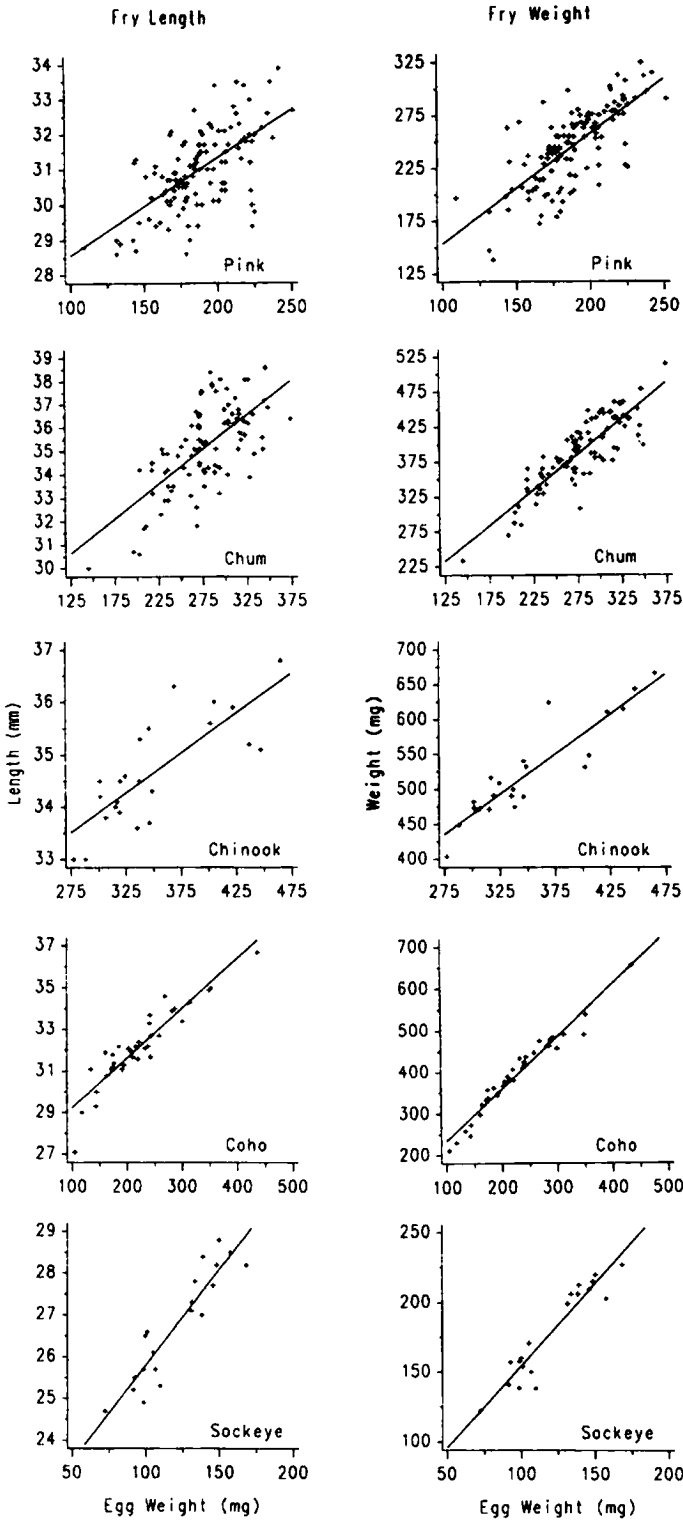 Fry Length
Fry Weight
34
33
32
31
30
29
28
100 150 200 250
Pink
325
275
225
175
125
100 150 200 250
Pink
39
38
37
36
35
34
33
32
31
30
125 175 225 275 325 375
Chum
525
475
425
375
325
275
225
125 175 225 275 325 375
Chum
Length (mm)
37
36
35
34
33
275 325 375 425 475
Chinook
Weight (mg)
700
650
600
550
500
450
400
275 325 375 425 475
Chinook
37
35
33
31
29
27
100 200 300 400 500
Coho
700
600
500
400
300
200
100 200 300 400 500
Coho
29
28
27
26
25
24
50 100 150 200
Sockeye
Egg Weight (mg)
250
200
150
100
50 100 150 200
Sockeye
Egg Weight (mg)